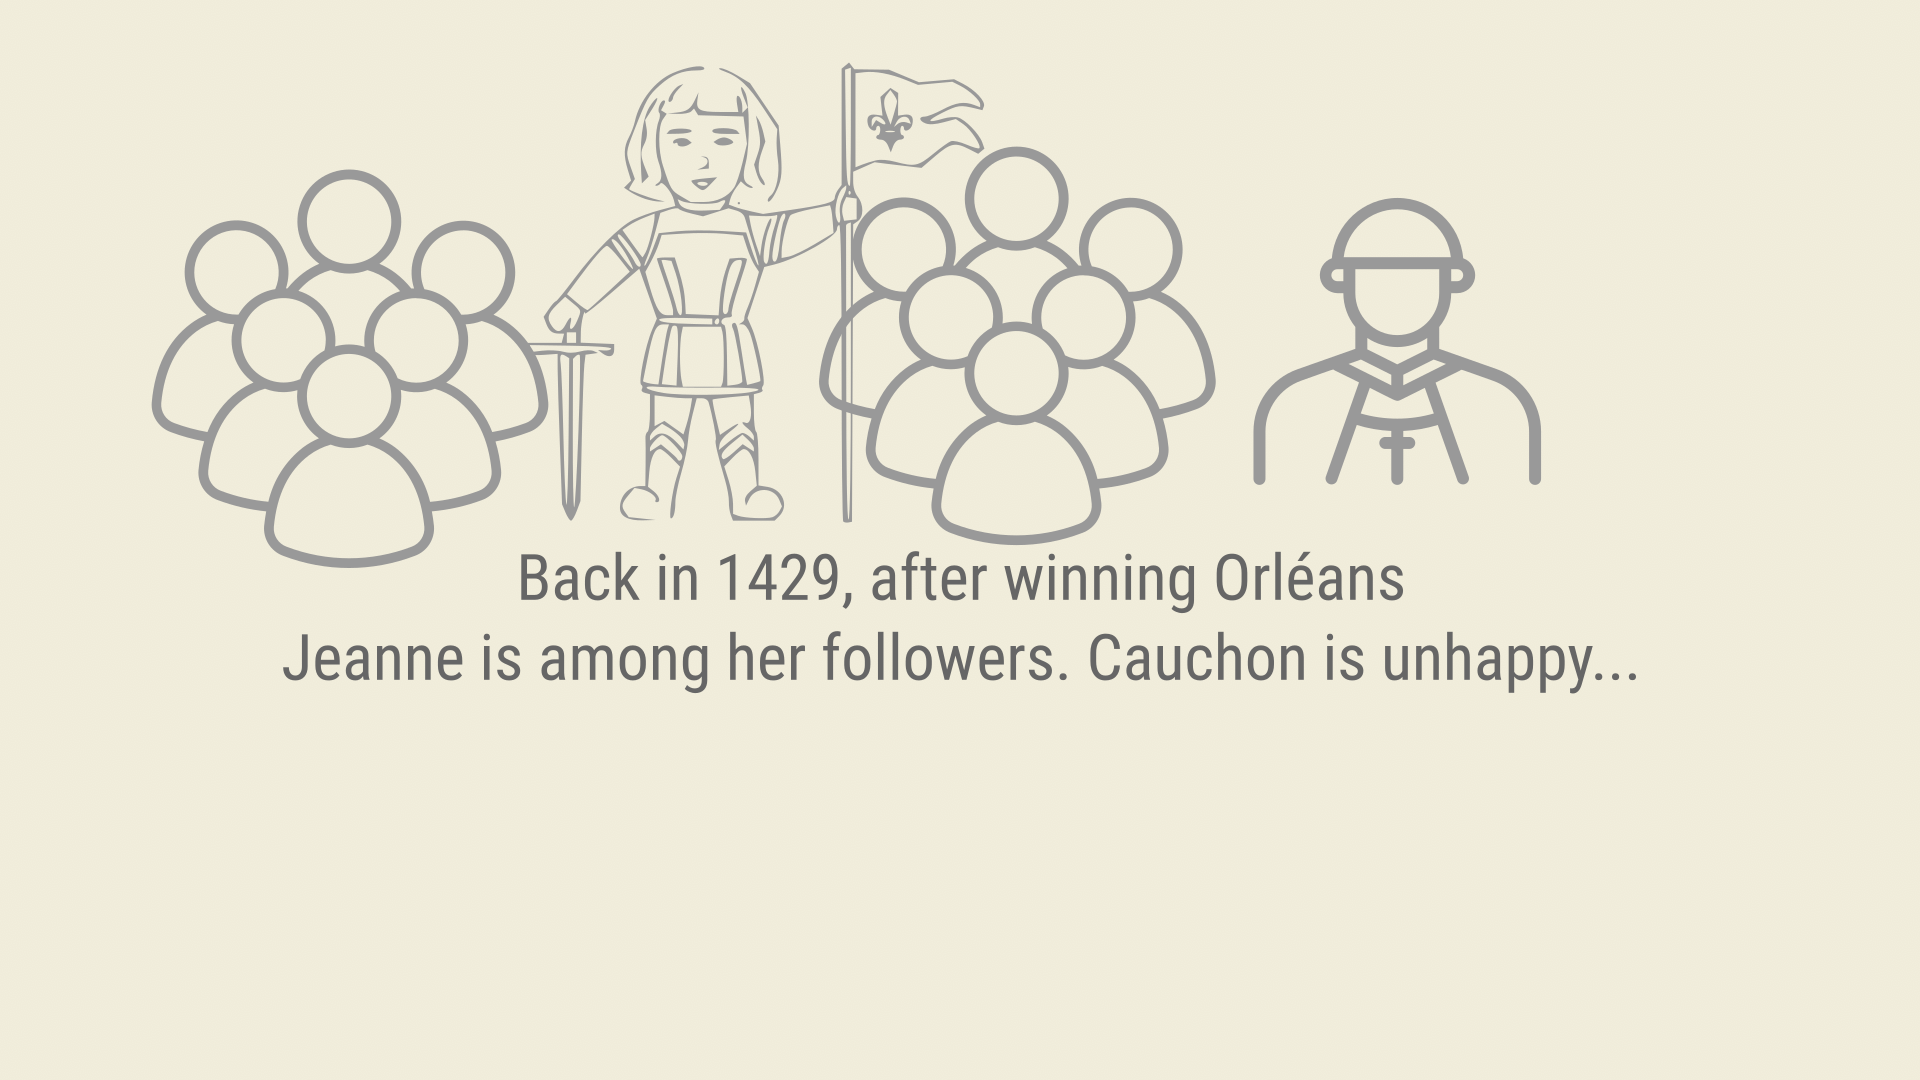 Back in 1429, after winning Orléans
Jeanne is among her followers. Cauchon is unhappy...